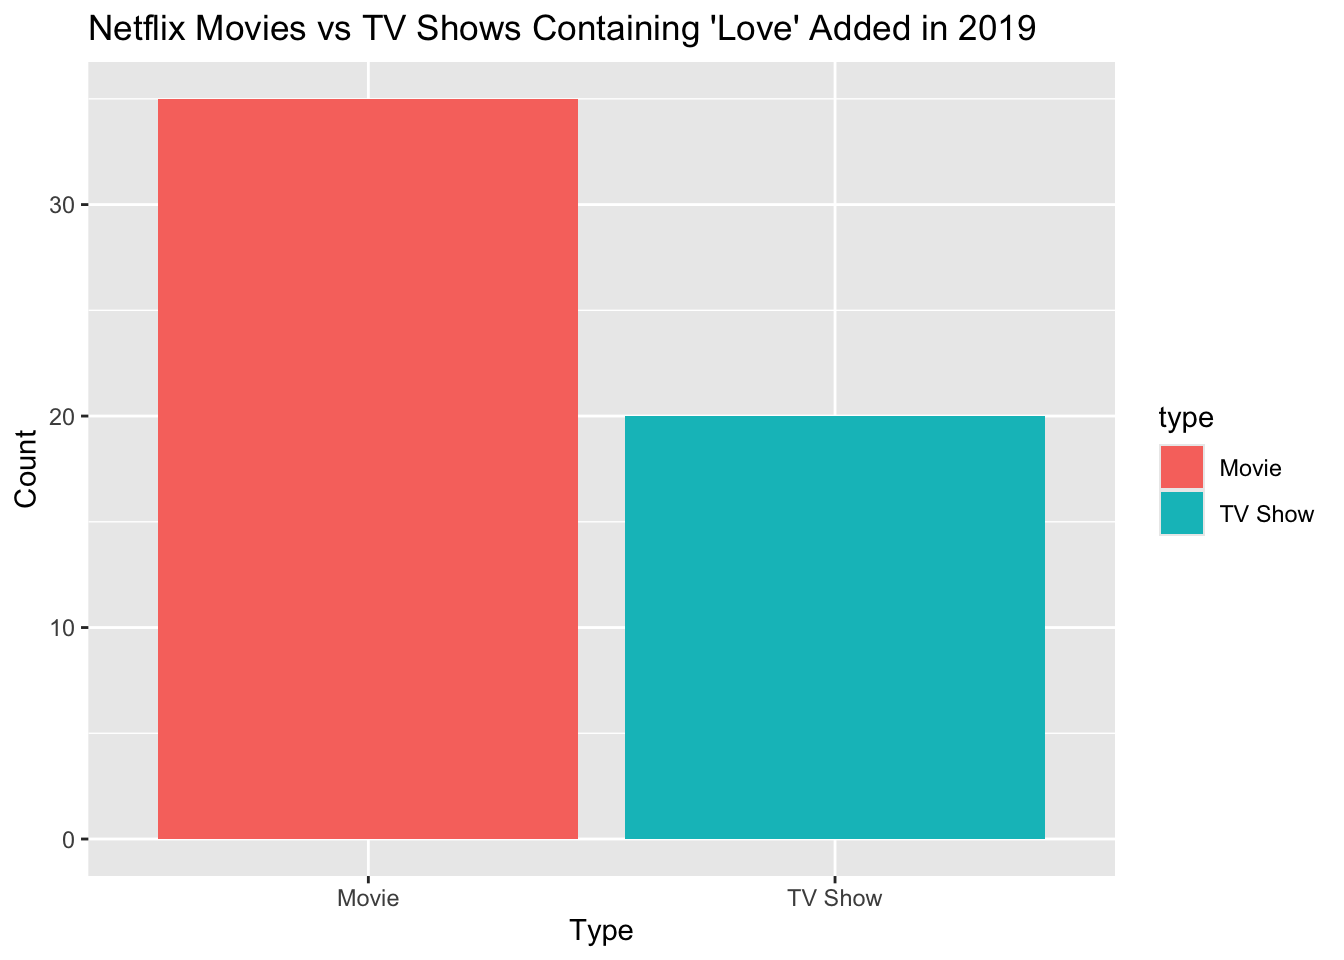 Netflix Movies vs TV Shows Containing 'Love' Added in 2019
30
20
10
0
Count
Movie
TV Show
Type
type
Movie
TV Show